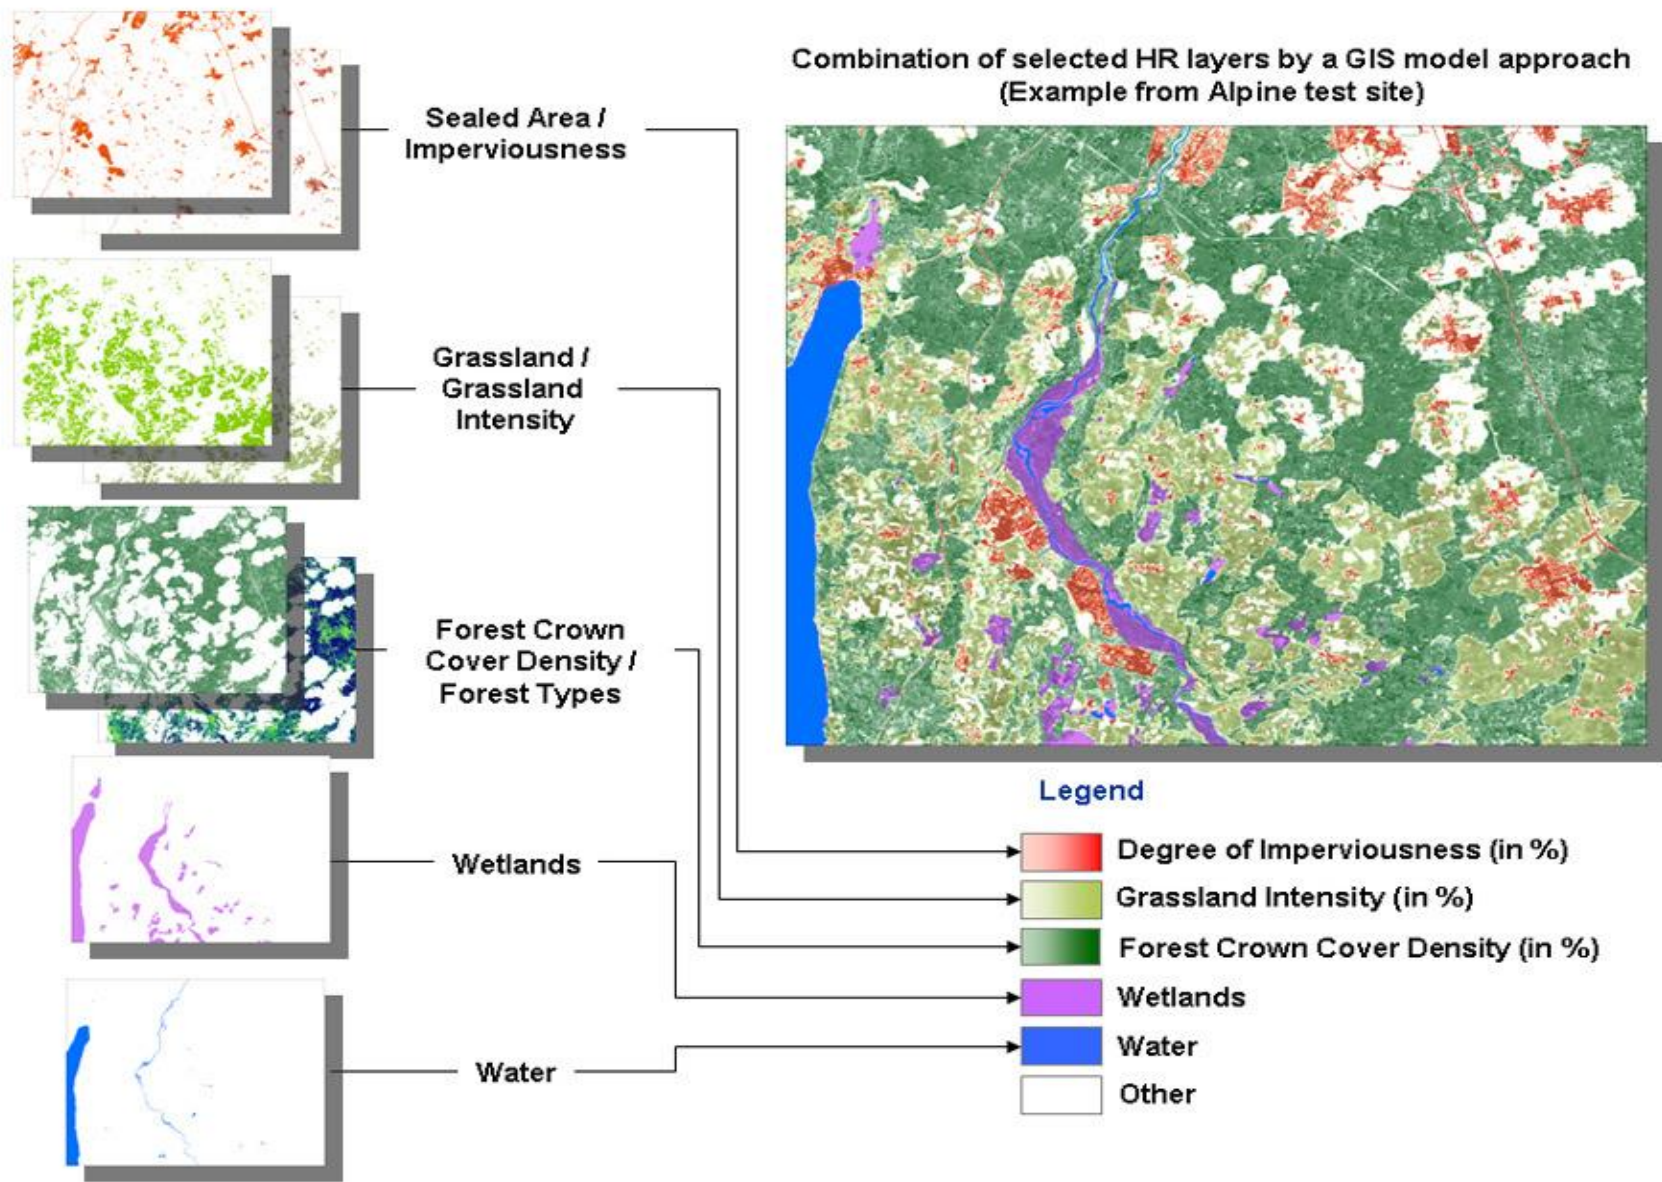 Combination of selected HR layers by a GIS model approach
(Example from Alpine test site)
Sealed Area /
Imperviousness
Grassland /
Grassland
Intensity
Forest Crown
Cover Density /
Forest Types
Wetlands
Water
Legend
Degree of Imperviousness (in %)
Grassland Intensity (in %)
Forest Crown Cover Density (in %)
Wetlands
Water
Other